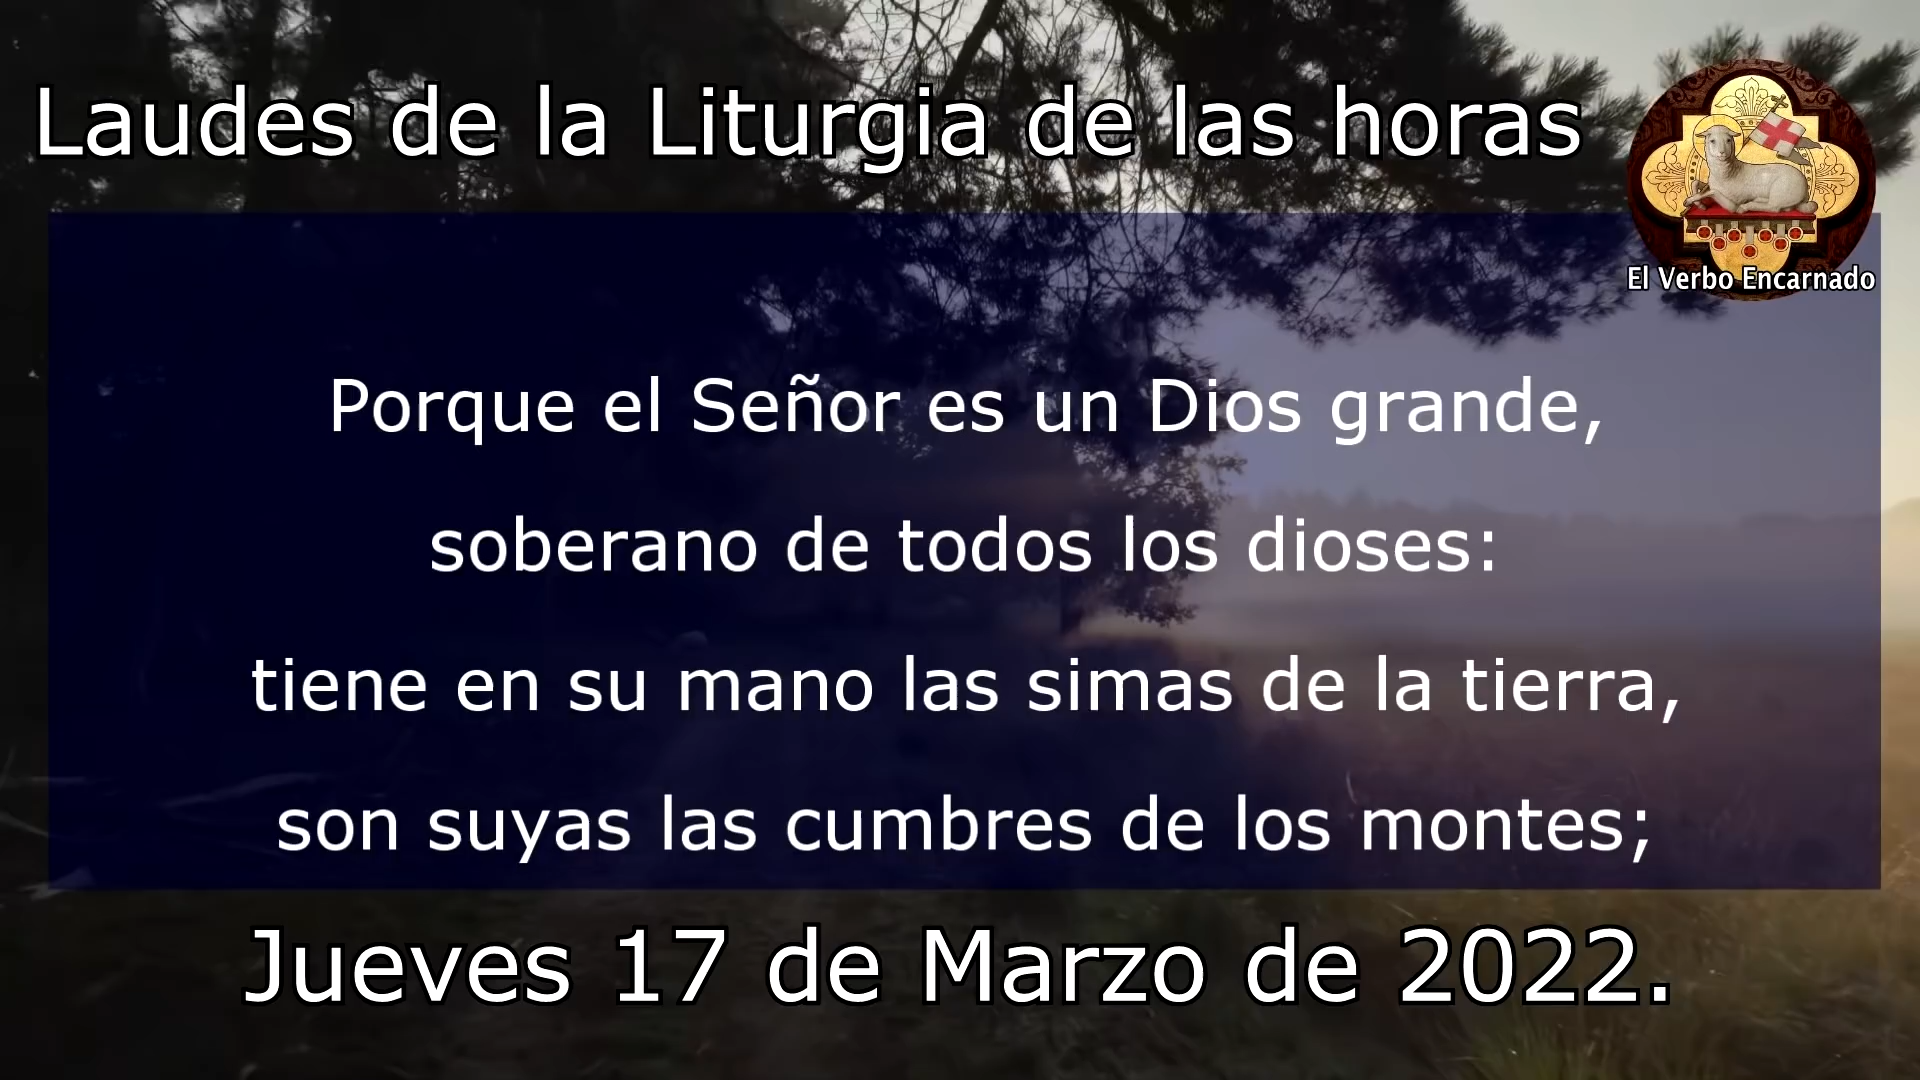 Laudes de la Liturgia de las horas
El Verbo Encarnado
Porque el Señor es un Dios grande,
soberano de todos los dioses:
tiene en su mano las simas de la tierra,
son suyas las cumbres de los montes;
Jueves 17 de Marzo de 2022.